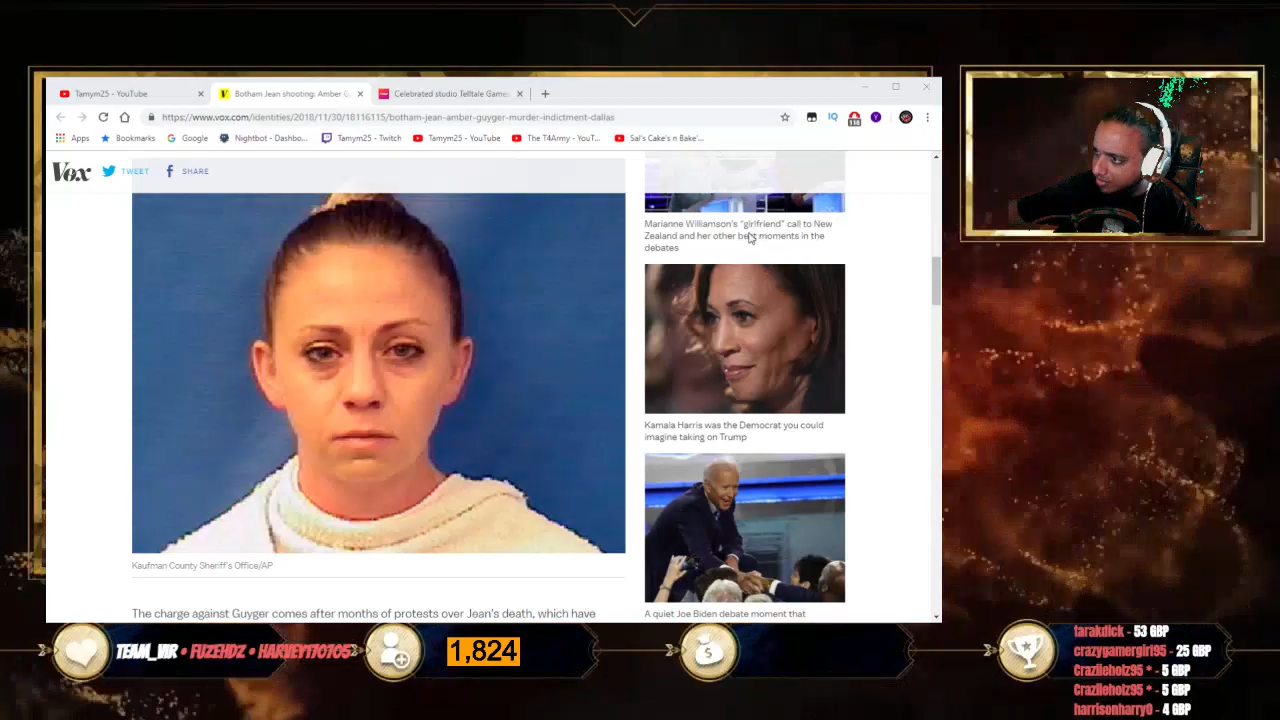 Tamym25 - YouTube
Botham Jean shooting: Amber G
Celebrated studio Telltale Game
https://www.vox.com/identities/2018/11/30/18116115/botham-jean-amber-guyger-murder-indictment-dallas
Apps
Bookmarks
Google
Nightbot - Dashbo...
Tamym25 - Twitch
Tamym25 - YouTube
The T4Army - YouT...
Sal's Cake's n Bake'...
Vox
TWEET
SHARE
Marianne Williamson's "girlfriend" call to New
Zealand and her other best moments in the
debates
Kamala Harris was the Democrat you could
imagine taking on Trump
Kaufman County Sheriff's Office/AP
The charge against Guyger comes after months of protests over Jean's death, which have
A quiet Joe Biden debate moment that
TEAM_VIR • FUZEHDZ • HARVEY170705
1,824
tarakdick - 53 GBP
crazygamergirl95 - 25 GBP
Crazlieholz95 * - 5 GBP
Crazlieholz95 * - 5 GBP
harrisonharry0 - 4 GBP